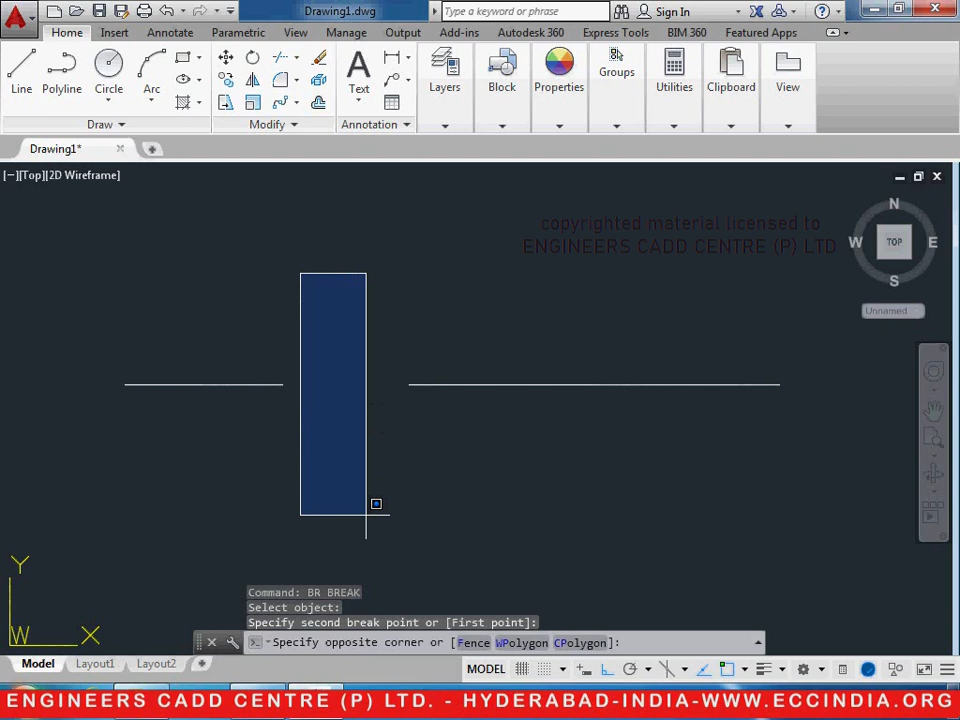 Drawing1.dwg
Type a keyword or phrase
Sign In
Home Insert Annotate Parametric View Manage Output Add-ins Autodesk 360 Express Tools BIM 360 Featured Apps
Line Polyline Circle Arc
Text
Layers Block Properties Groups Utilities Clipboard View
Draw Modify Annotation
Drawing1*
[−][Top][2D Wireframe]
copyrighted material licensed to
ENGINEERS CADD CENTRE (P) LTD
N
W TOP E
S
Unnamed
Y
W X
Command: BR BREAK
Select object:
Specify second break point or [First point]:
Specify opposite corner or [Fence WPolygon CPolygon]:
Model Layout1 Layout2
MODEL
ENGINEERS CADD CENTRE (P) LTD. - HYDERABAD-INDIA-WWW.ECCINDIA.ORG